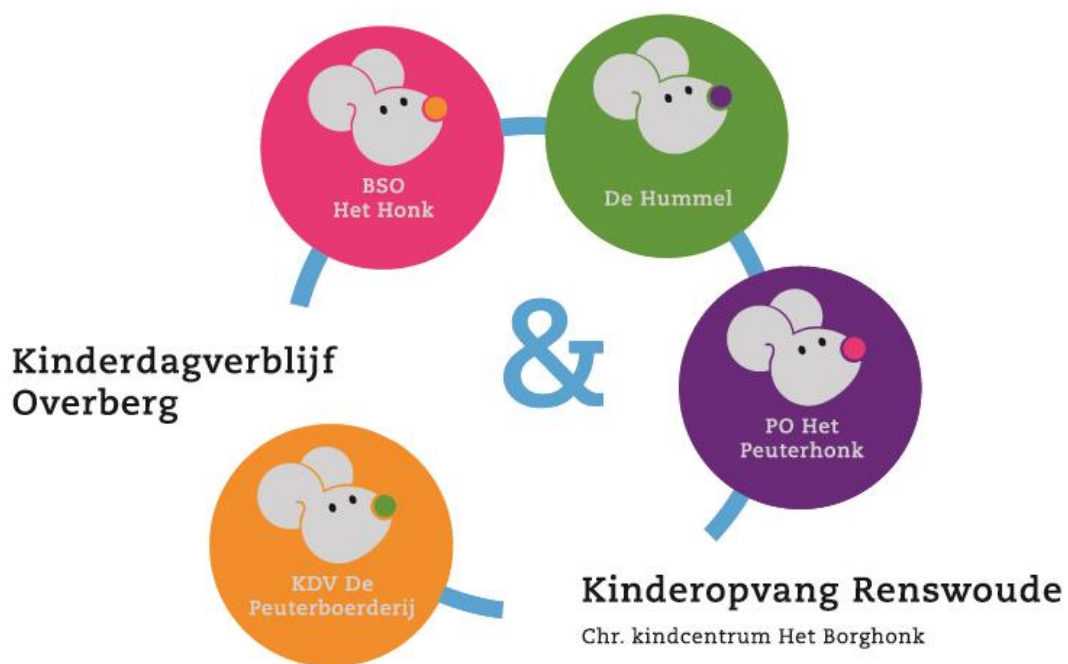 BSO
Het Honk
De Hummel
&
Kinderdagverblijf
Overberg
PO Het
Peuterhonk
KDV De
Peuterboerderij
Kinderopvang Renswoude
Chr. kindcentrum Het Borghonk